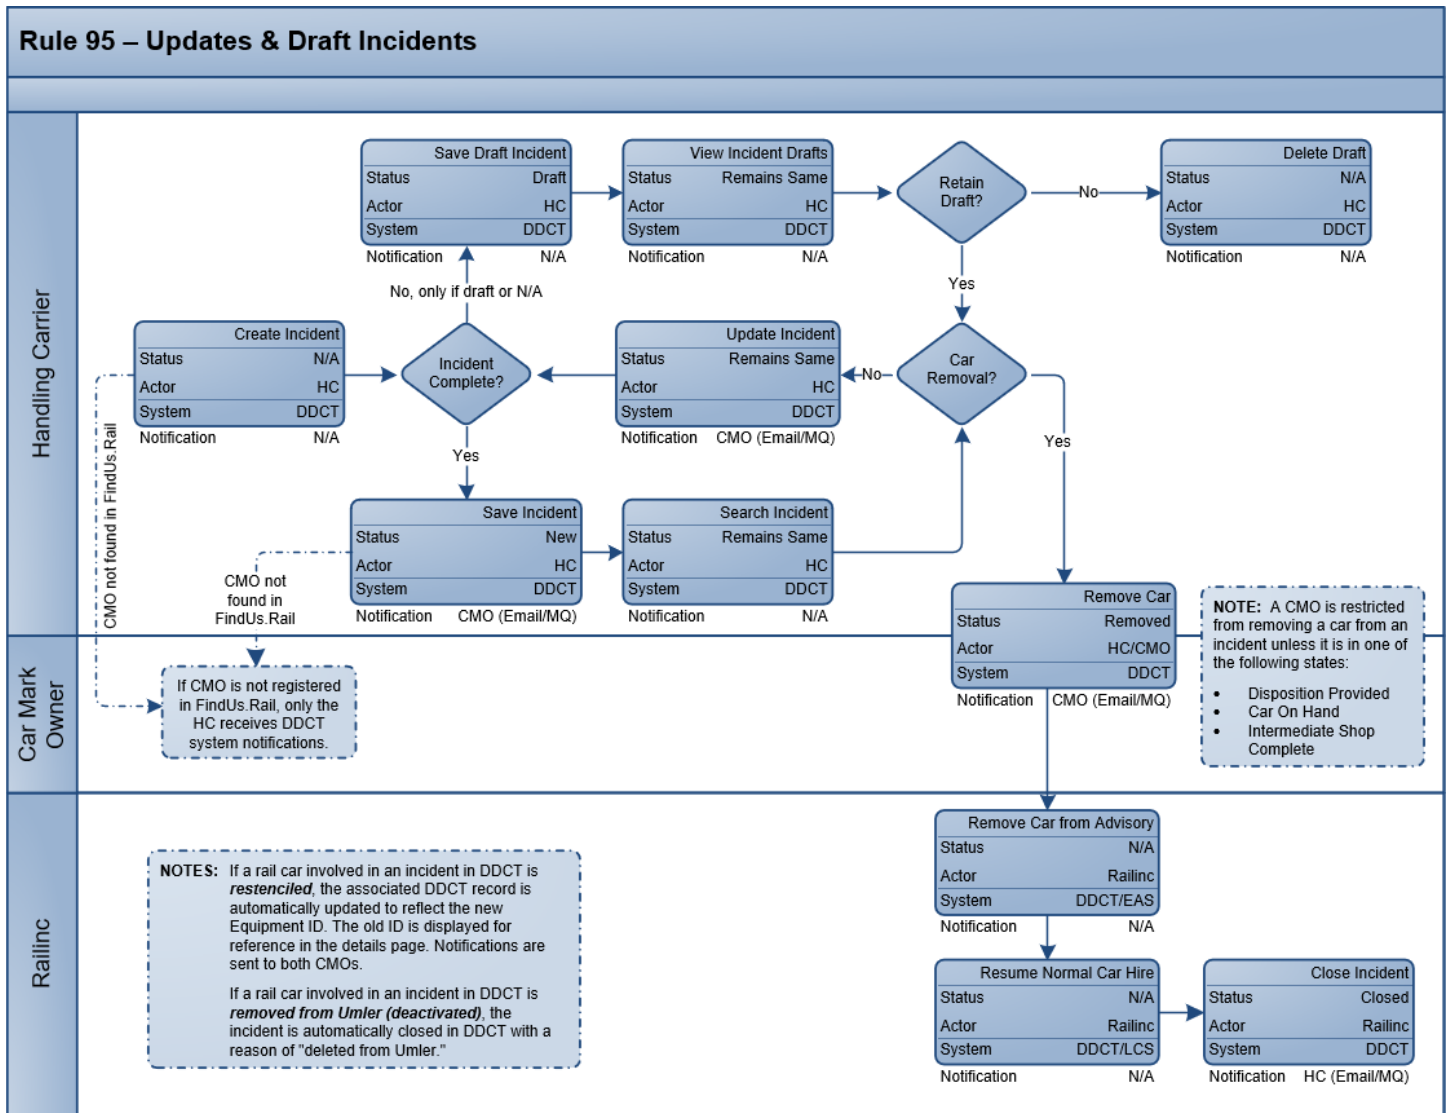 Rule 95 – Updates & Draft Incidents
Handling Carrier
Save Draft Incident
Status Draft
Actor HC
System DDCT
Notification N/A
View Incident Drafts
Status Remains Same
Actor HC
System DDCT
Notification N/A
Retain
Draft?
No
Delete Draft
Status N/A
Actor HC
System DDCT
Notification N/A
Yes
No, only if draft or N/A
Create Incident
Status N/A
Actor HC
System DDCT
Notification N/A
Incident
Complete?
Update Incident
Status Remains Same
Actor HC
System DDCT
Notification CMO (Email/MQ)
No
Car
Removal?
Yes
Yes
CMO not found in FindUs.Rail
Save Incident
Status New
Actor HC
System DDCT
Notification CMO (Email/MQ)
Search Incident
Status Remains Same
Actor HC
System DDCT
Notification N/A
CMO not
found in
FindUs.Rail
Remove Car
Status Removed
Actor HC/CMO
System DDCT
Notification CMO (Email/MQ)
NOTE: A CMO is restricted
from removing a car from an
incident unless it is in one of
the following states:
• Disposition Provided
• Car On Hand
• Intermediate Shop
Complete
Car Mark
Owner
If CMO is not registered
in FindUs.Rail, only the
HC receives DDCT
system notifications.
Railinc
NOTES: If a rail car involved in an incident in DDCT is
restenciled, the associated DDCT record is
automatically updated to reflect the new
Equipment ID. The old ID is displayed for
reference in the details page. Notifications are
sent to both CMOs.
If a rail car involved in an incident in DDCT is
removed from Umler (deactivated), the
incident is automatically closed in DDCT with a
reason of "deleted from Umler."
Remove Car from Advisory
Status N/A
Actor Railinc
System DDCT/EAS
Notification N/A
Resume Normal Car Hire
Status N/A
Actor Railinc
System DDCT/LCS
Notification N/A
Close Incident
Status Closed
Actor Railinc
System DDCT
Notification HC (Email/MQ)